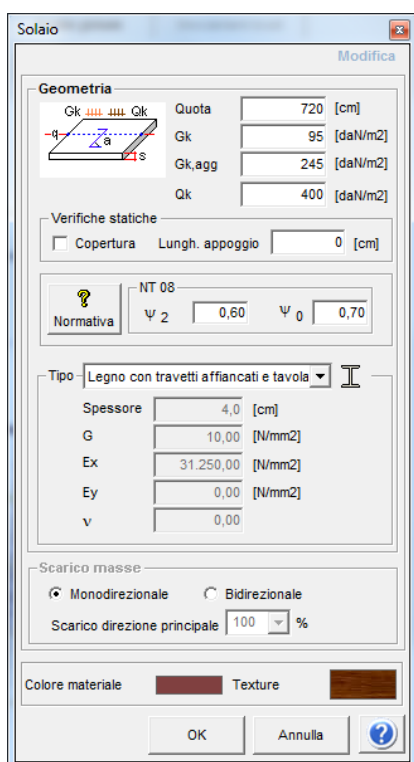 Solaio
Modifica
Geometria
Gk Qk
q
a
s
Quota 720 [cm]
Gk 95 [daN/m2]
Gk,agg 245 [daN/m2]
Qk 400 [daN/m2]
Verifiche statiche
Copertura Lungh. appoggio 0 [cm]
?
Normativa
NT 08
Ψ 2 0,60 Ψ 0 0,70
Tipo Legno con travetti affiancati e tavola
Spessore 4,0 [cm]
G 10,00 [N/mm2]
Ex 31.250,00 [N/mm2]
Ey 0,00 [N/mm2]
ν 0,00
Scarico masse
Monodirezionale Bidirezionale
Scarico direzione principale 100 %
Colore materiale Texture
OK Annulla ?